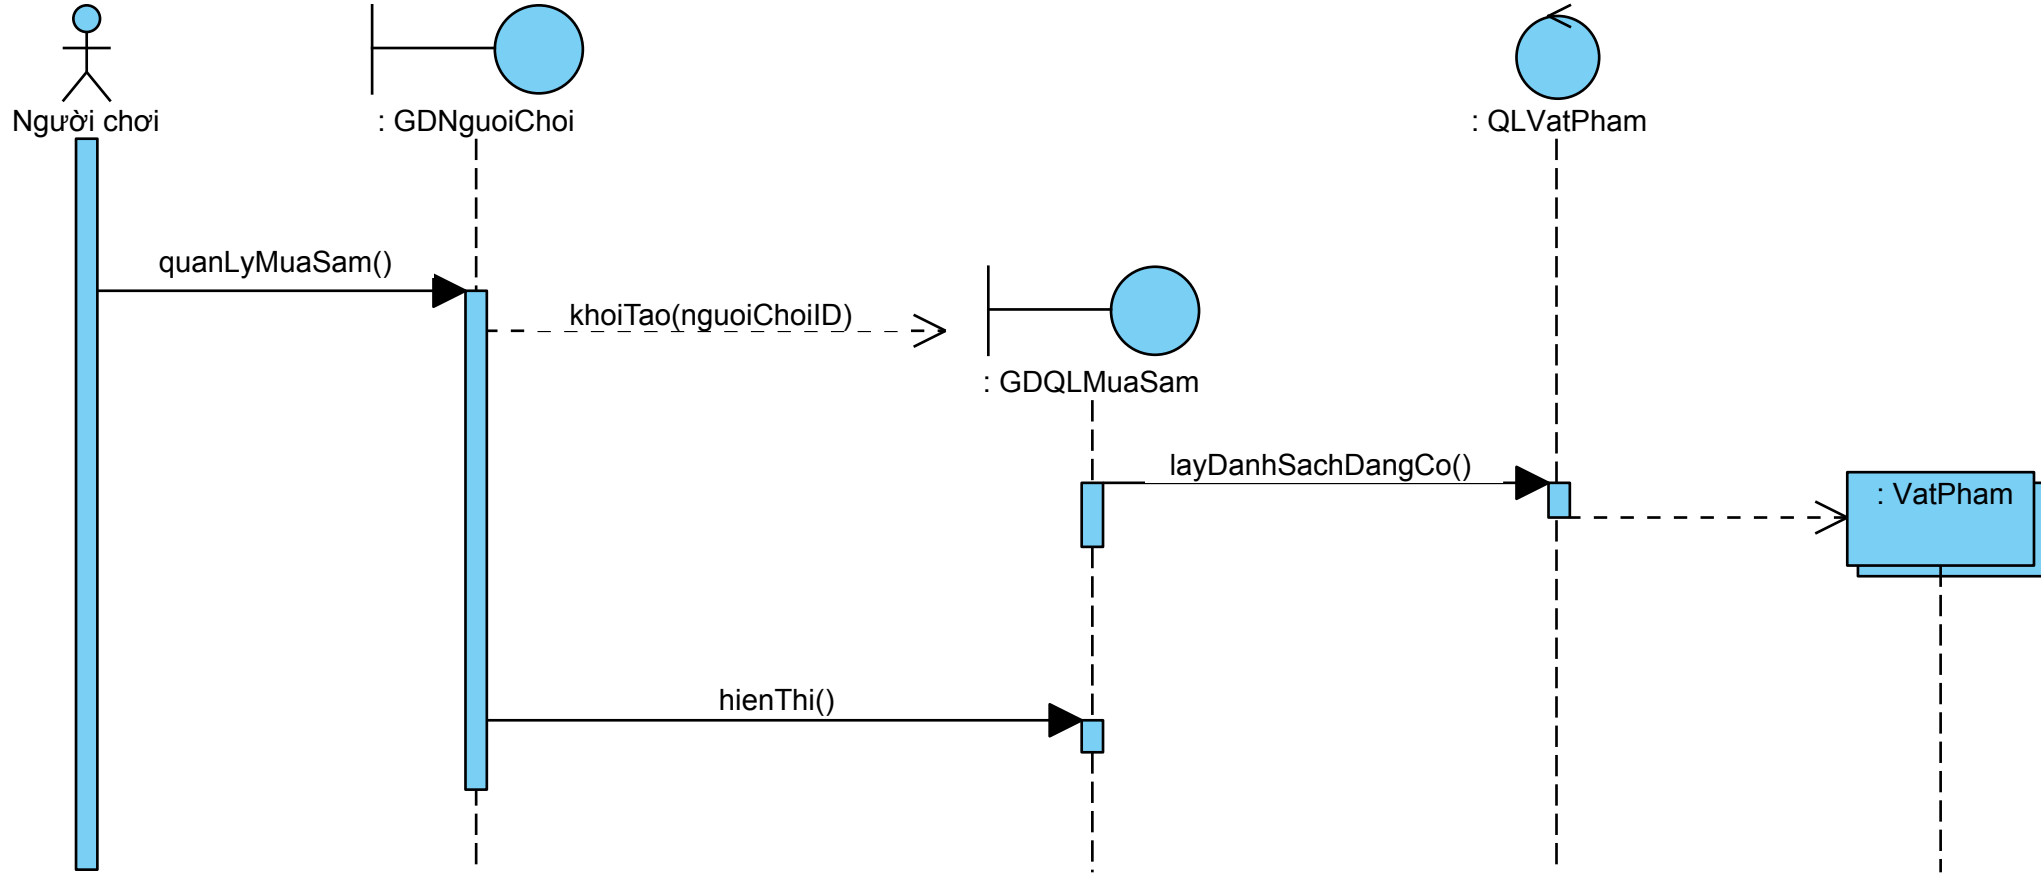 Người chơi
: GDNguoiChoi
: QLVatPham
quanLyMuaSam()
khoiTao(nguoiChoiID)
: GDQLMuaSam
layDanhSachDangCo()
: VatPham
hienThi()